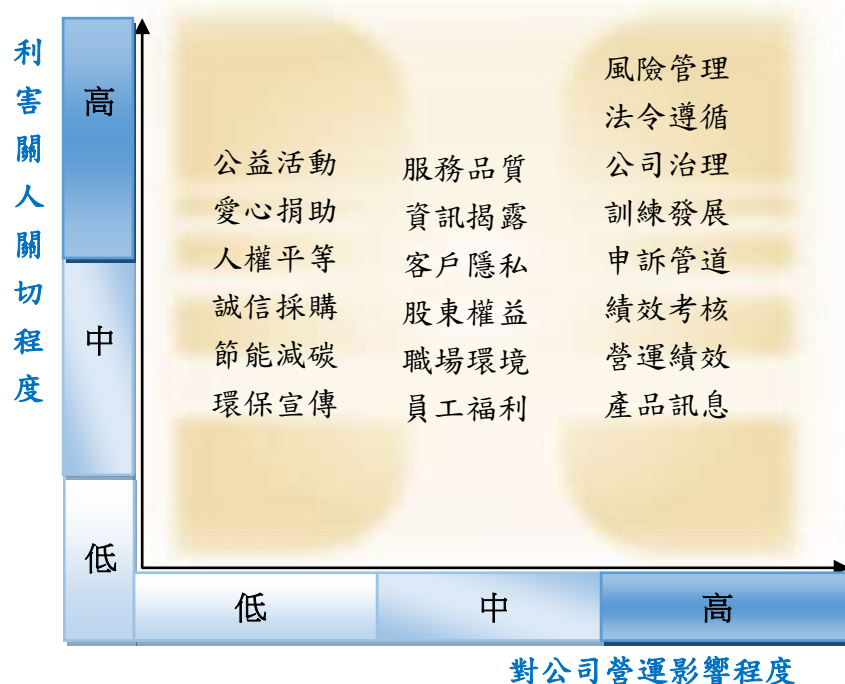 利害關人關切程度
高
中
低
公益活動
愛心捐助
人權平等
誠信採購
節能減碳
環保宣傳
服務品質
資訊揭露
客戶隱私
股東權益
職場環境
員工福利
風險管理
法令遵循
公司治理
訓練發展
申訴管道
績效考核
營運績效
產品訊息
低
中
高
對公司營運影響程度